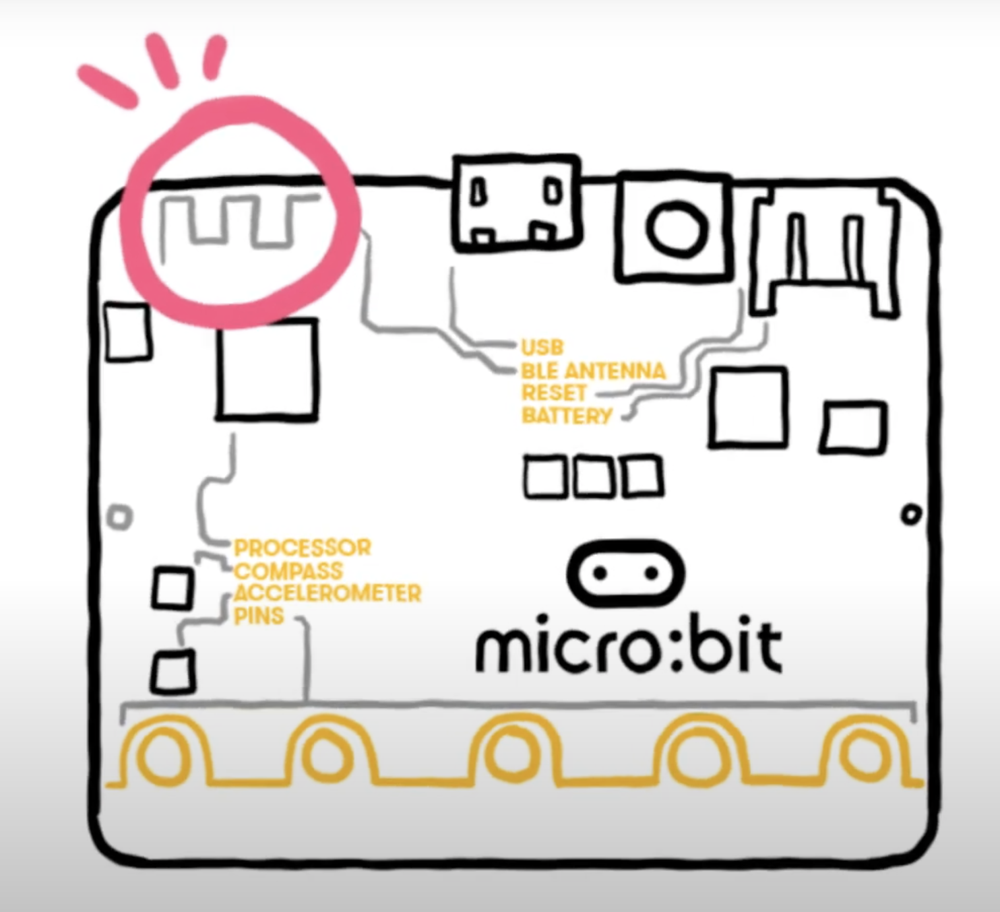 USB
BLE ANTENNA
RESET
BATTERY
PROCESSOR
COMPASS
ACCELEROMETER
PINS
micro:bit